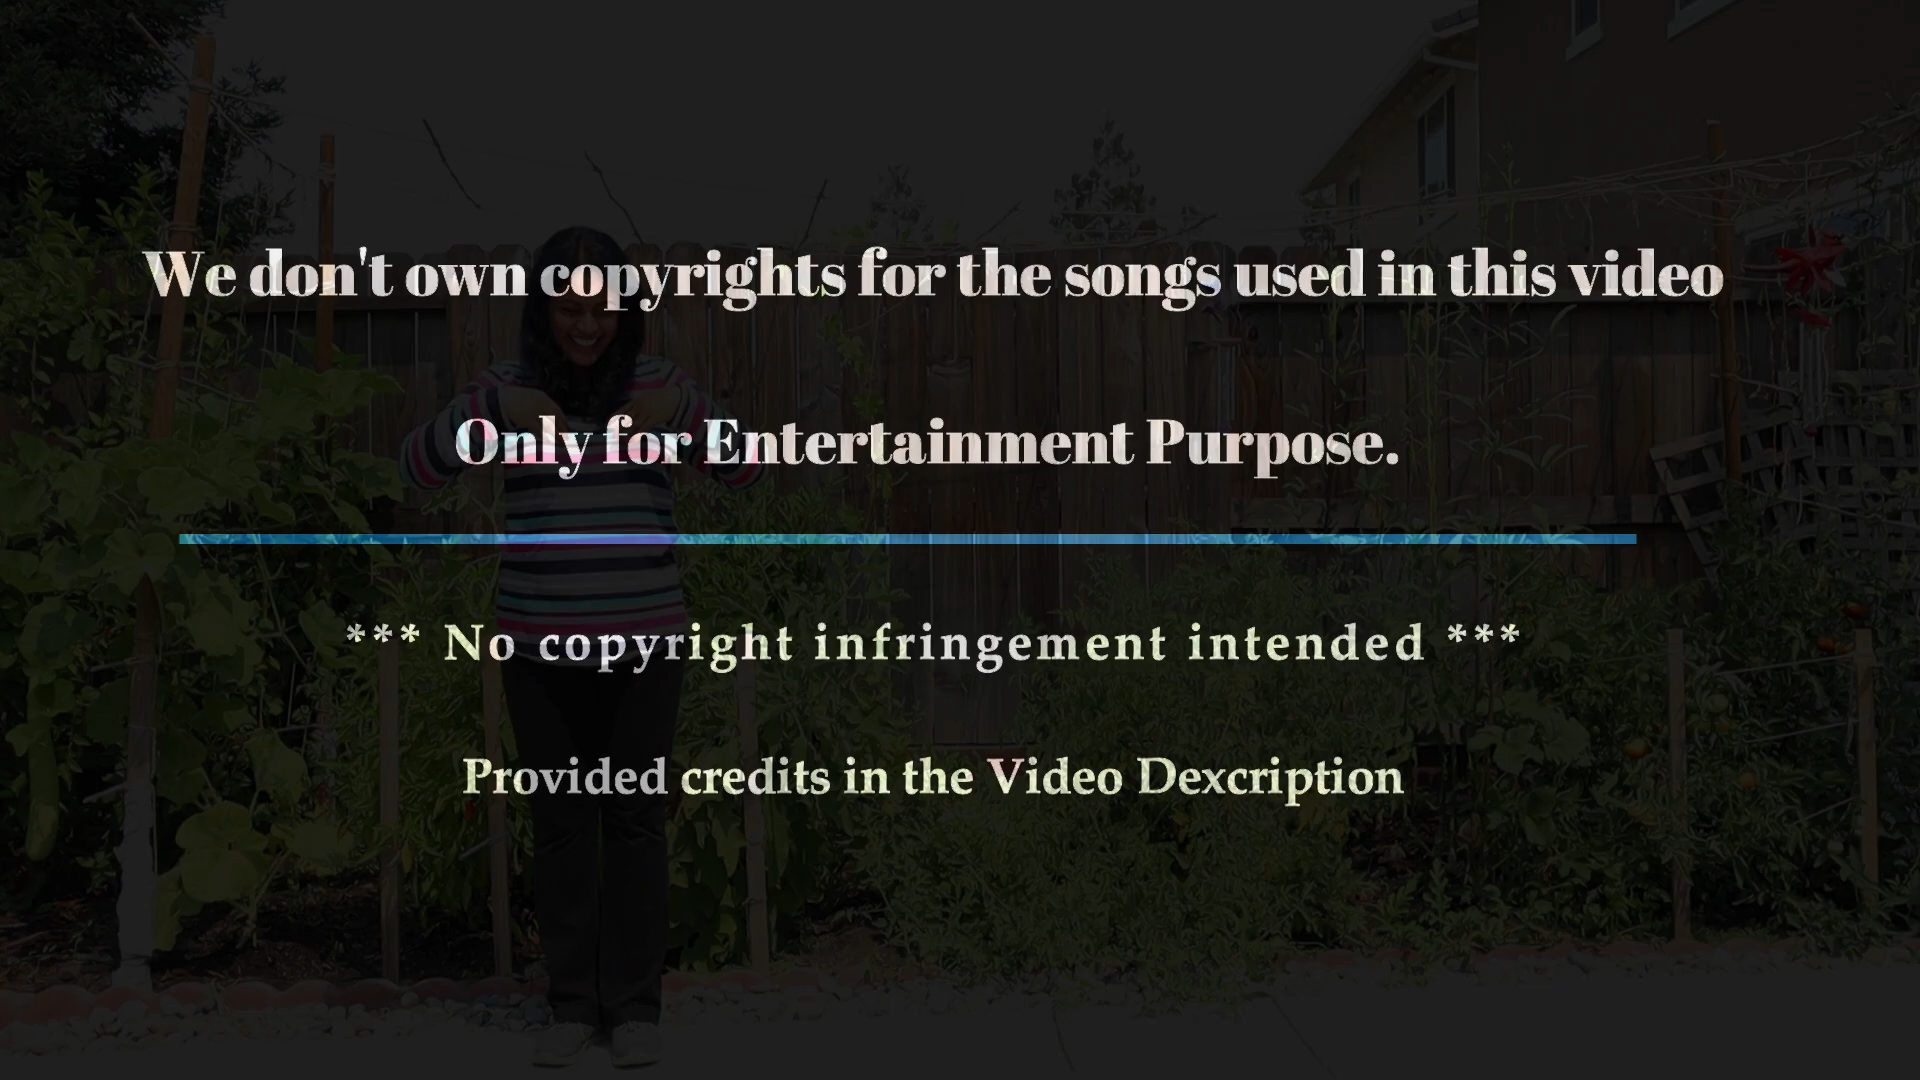 We don't own copyrights for the songs used in this video
Only for Entertainment Purpose.
*** No copyright infringement intended ***
Provided credits in the Video Dexcription